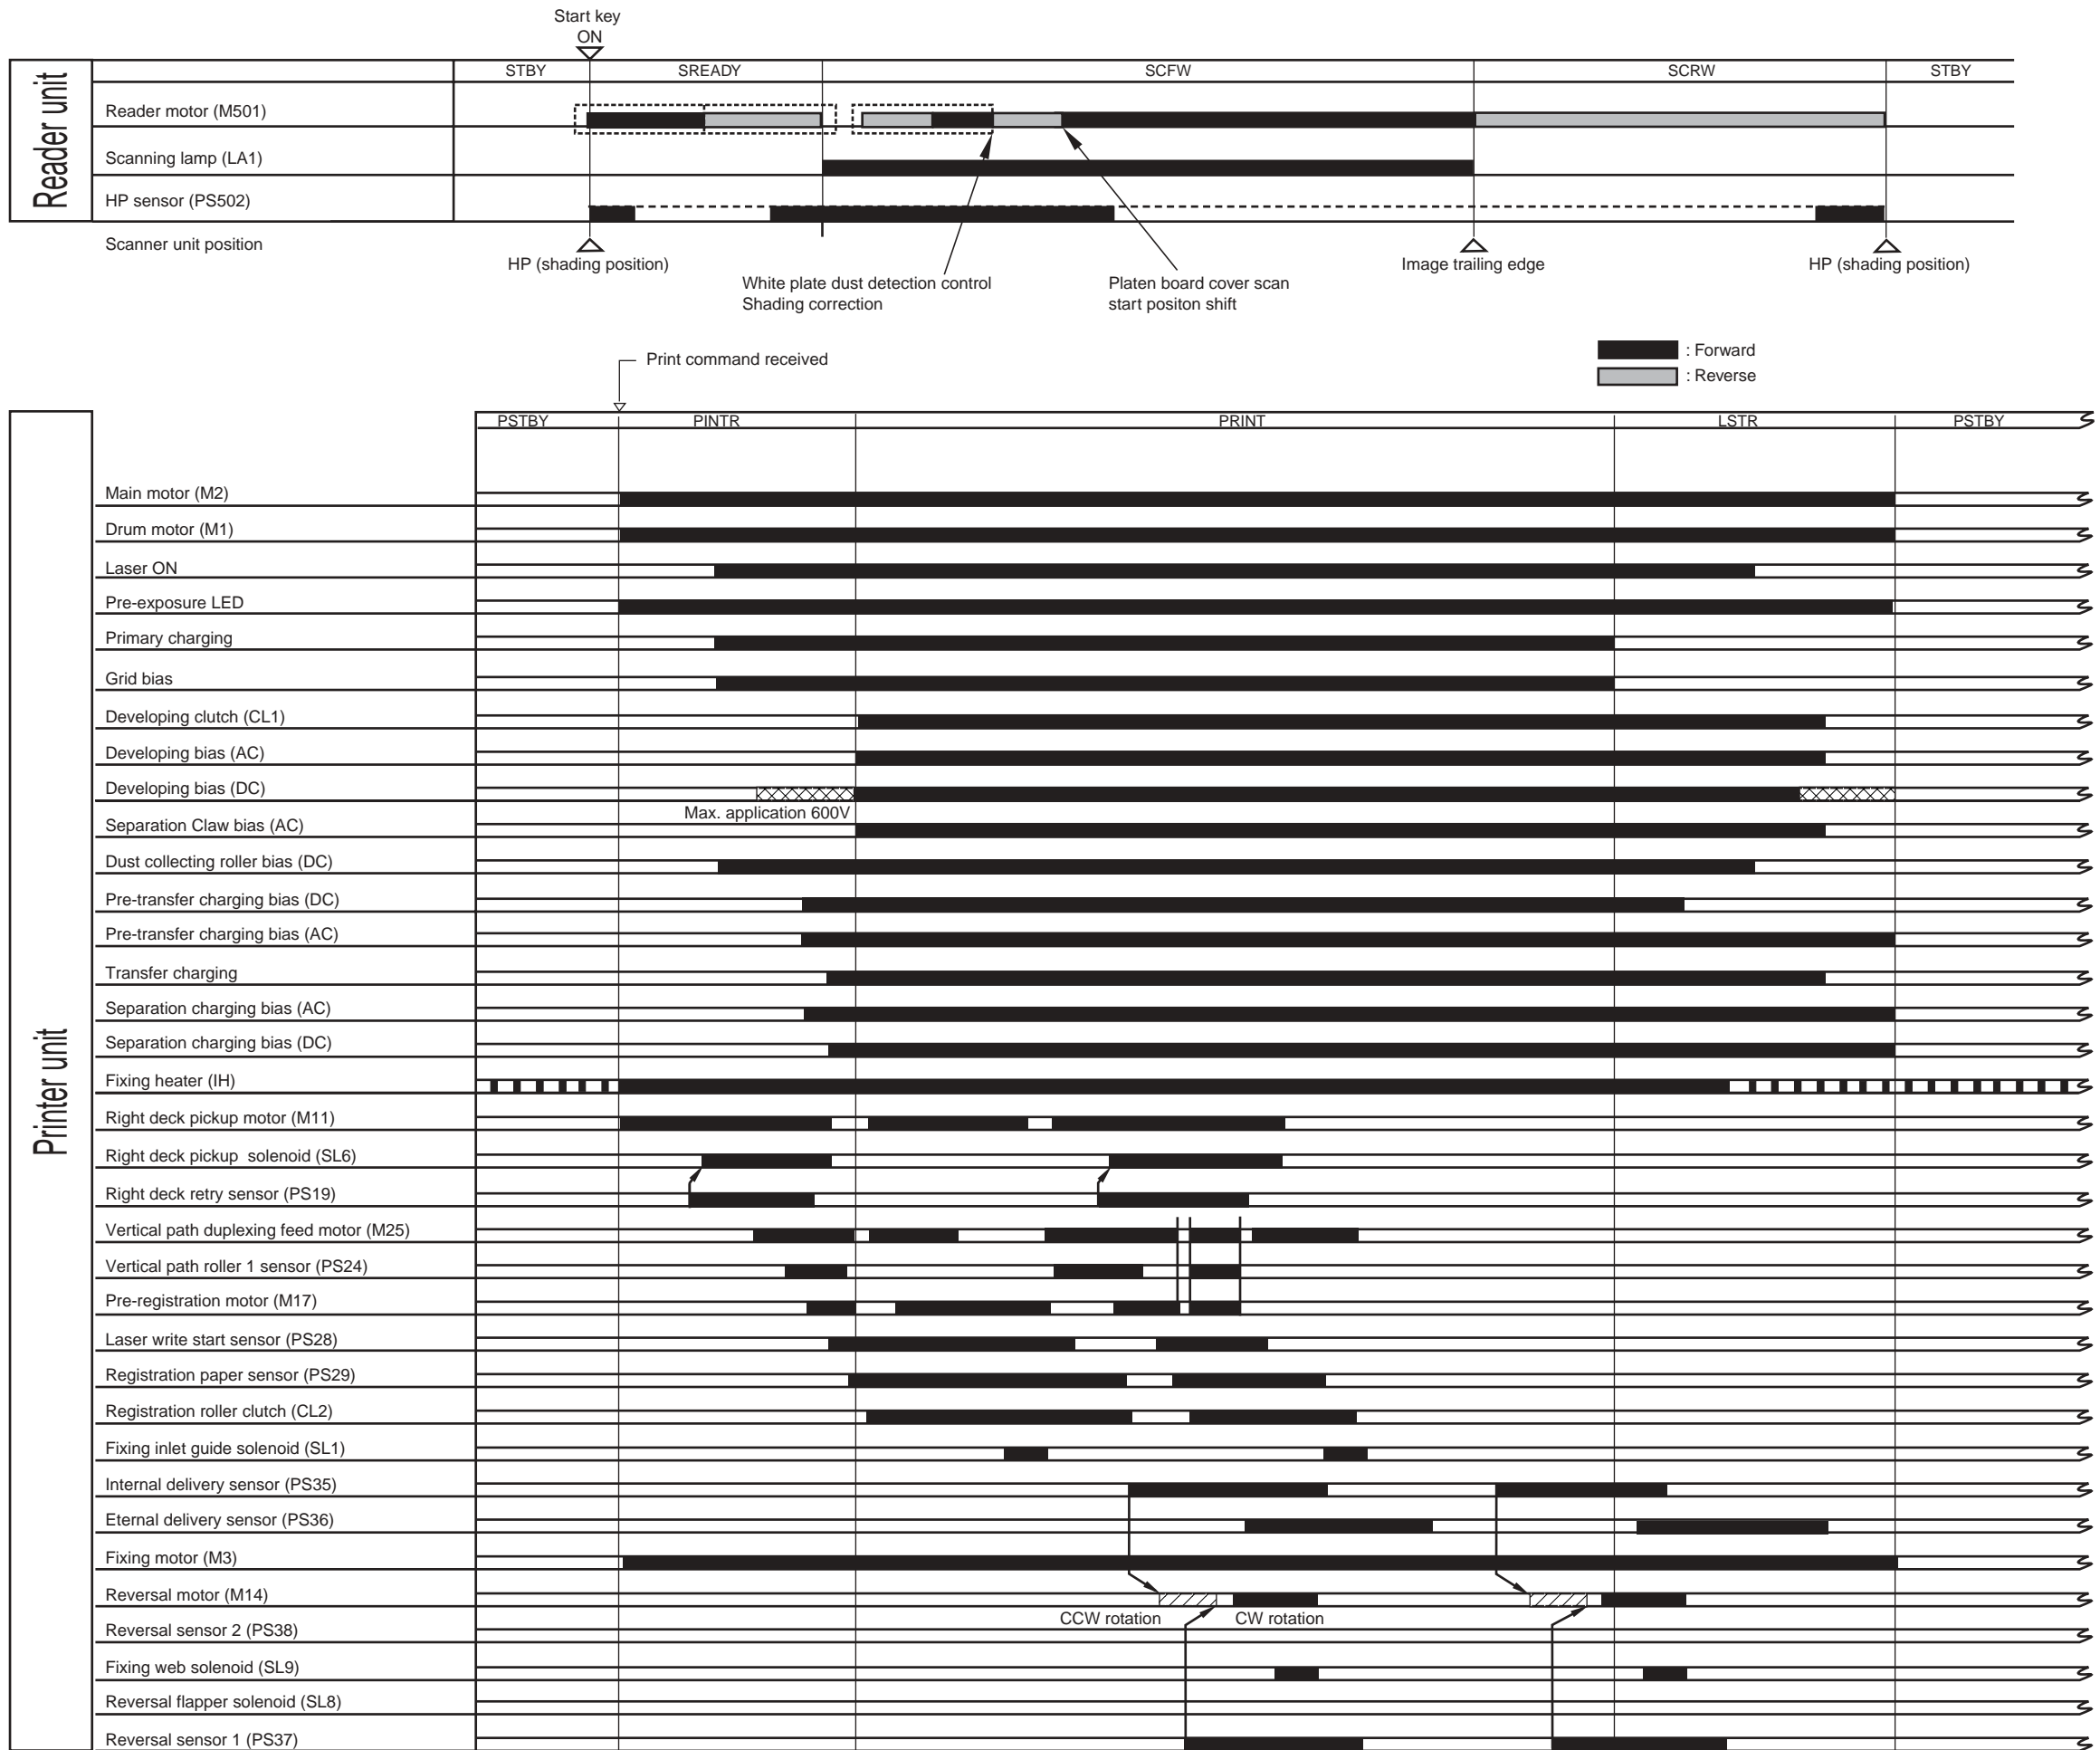 Start key
ON
Reader unit
STBY SREADY SCFW SCRW STBY
Reader motor (M501)
Scanning lamp (LA1)
HP sensor (PS502)
Scanner unit position
HP (shading position)
White plate dust detection control
Shading correction
Platen board cover scan
start positon shift
Image trailing edge
HP (shading position)
: Forward
: Reverse
Print command received
Printer unit
PSTBY PINTR PRINT LSTR PSTBY
Main motor (M2)
Drum motor (M1)
Laser ON
Pre-exposure LED
Primary charging
Grid bias
Developing clutch (CL1)
Developing bias (AC)
Developing bias (DC)
Max. application 600V
Separation Claw bias (AC)
Dust collecting roller bias (DC)
Pre-transfer charging bias (DC)
Pre-transfer charging bias (AC)
Transfer charging
Separation charging bias (AC)
Separation charging bias (DC)
Fixing heater (IH)
Right deck pickup motor (M11)
Right deck pickup solenoid (SL6)
Right deck retry sensor (PS19)
Vertical path duplexing feed motor (M25)
Vertical path roller 1 sensor (PS24)
Pre-registration motor (M17)
Laser write start sensor (PS28)
Registration paper sensor (PS29)
Registration roller clutch (CL2)
Fixing inlet guide solenoid (SL1)
Internal delivery sensor (PS35)
Eternal delivery sensor (PS36)
Fixing motor (M3)
Reversal motor (M14)
CCW rotation CW rotation
Reversal sensor 2 (PS38)
Fixing web solenoid (SL9)
Reversal flapper solenoid (SL8)
Reversal sensor 1 (PS37)